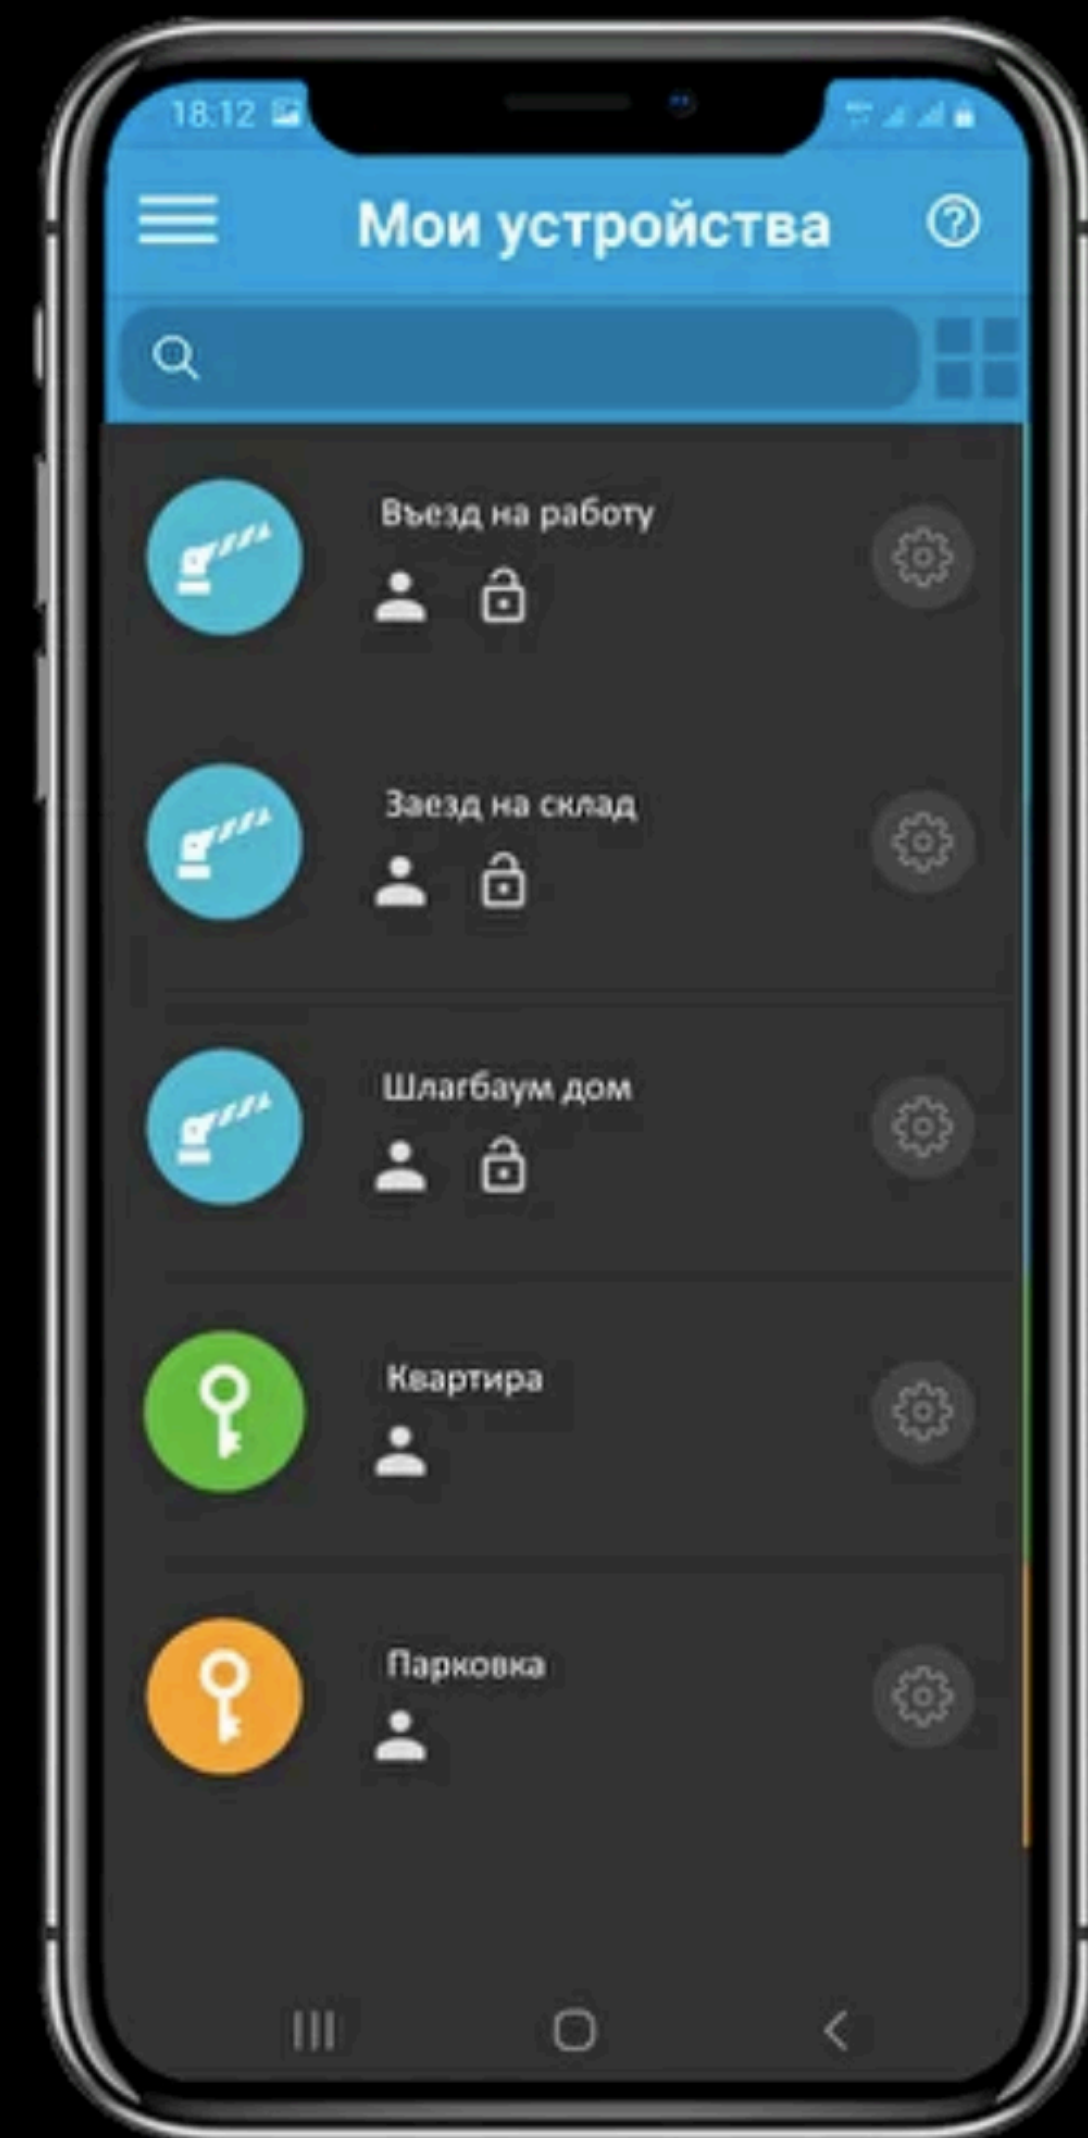 18:12
Мои устройства
Въезд на работу
Заезд на склад
Шлагбаум дом
Квартира
Парковка